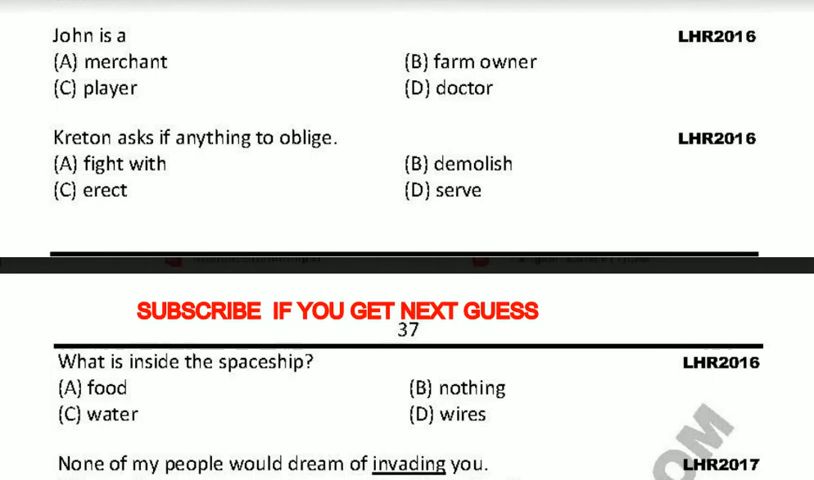 John is a LHR2016
(A) merchant (B) farm owner
(C) player (D) doctor
Kreton asks if anything to oblige. LHR2016
(A) fight with (B) demolish
(C) erect (D) serve
SUBSCRIBE IF YOU GET NEXT GUESS
37
What is inside the spaceship? LHR2016
(A) food (B) nothing
(C) water (D) wires
None of my people would dream of invading you. LHR2017
OM